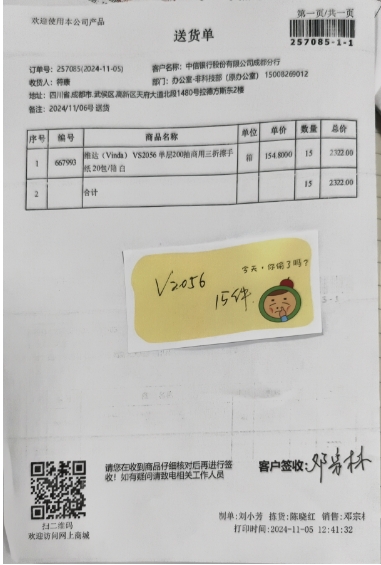 欢迎使用本公司产品
第一页/共一页
送货单
257085-1-1
订单号：257085(2024-11-05)
客户名称：中信银行股份有限公司成都分行
收货人：蒋臻
部门：办公室-非科技部（原办公室）15008269012
地址：四川省,成都市,武侯区,高新区天府大道北段1480号拉德方斯东2楼
备注：2024/11/06号 送货
序号 编号 商品名称 单位 单价 数量 总价
1 667993 维达（Vinda）VS2056 单层200抽商用三折擦手纸 20包/箱 白 箱 154.8000 15 2322.00
2 合计 15 2322.00
今天，你偷了吗？
V2056
15件
请您在收到商品仔细核对后再进行签
收！如有疑问请致电相关工作人员
客户签收：
扫二维码
欢迎访问网上商城
制单：刘小芳 拣货：陈晓红 销售：邓宗林
打印时间：2024-11-05 12:41:32